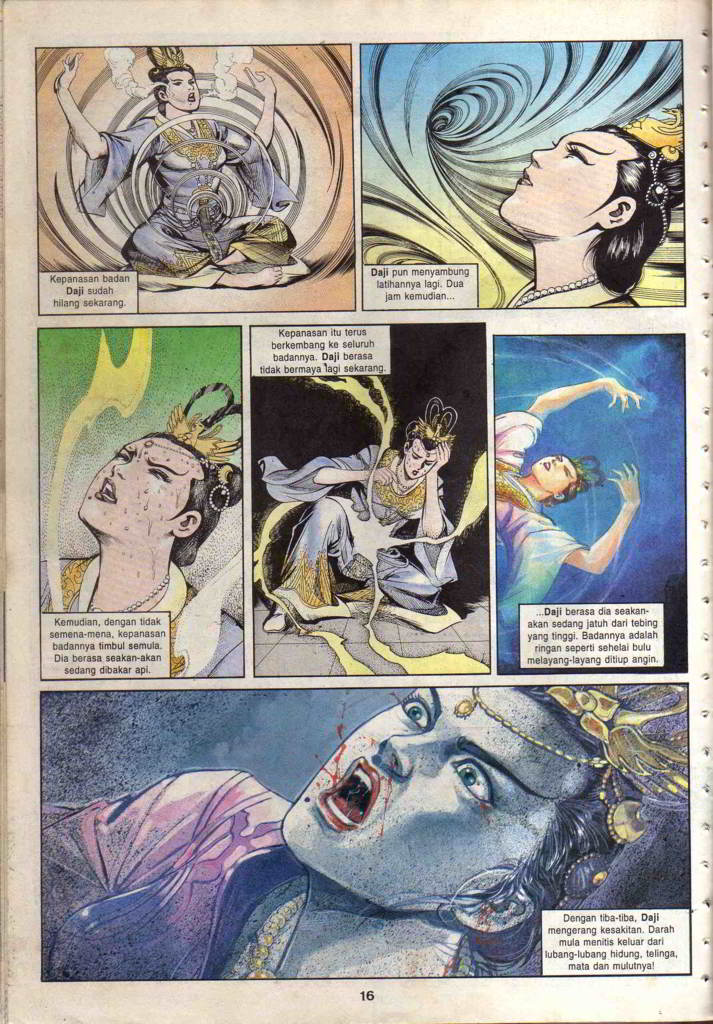 Kepanasan badan
Daji sudah
hilang sekarang.
Daji pun menyambung
latihannya lagi. Dua
jam kemudian...
Kemudian, dengan tidak
semena-mena, kepanasan
badannya timbul semula.
Dia berasa seakan-akan
sedang dibakar api.
Kepanasan itu terus
berkembang ke seluruh
badannya. Daji berasa
tidak bermaya lagi sekarang.
...Daji berasa dia seakan-
akan sedang jatuh dari tebing
yang tinggi. Badannya adalah
ringan seperti sehelai bulu
melayang-layang ditiup angin.
Dengan tiba-tiba, Daji
mengerang kesakitan. Darah
mula menitis keluar dari
lubang-lubang hidung, telinga,
mata dan mulutnya!
16